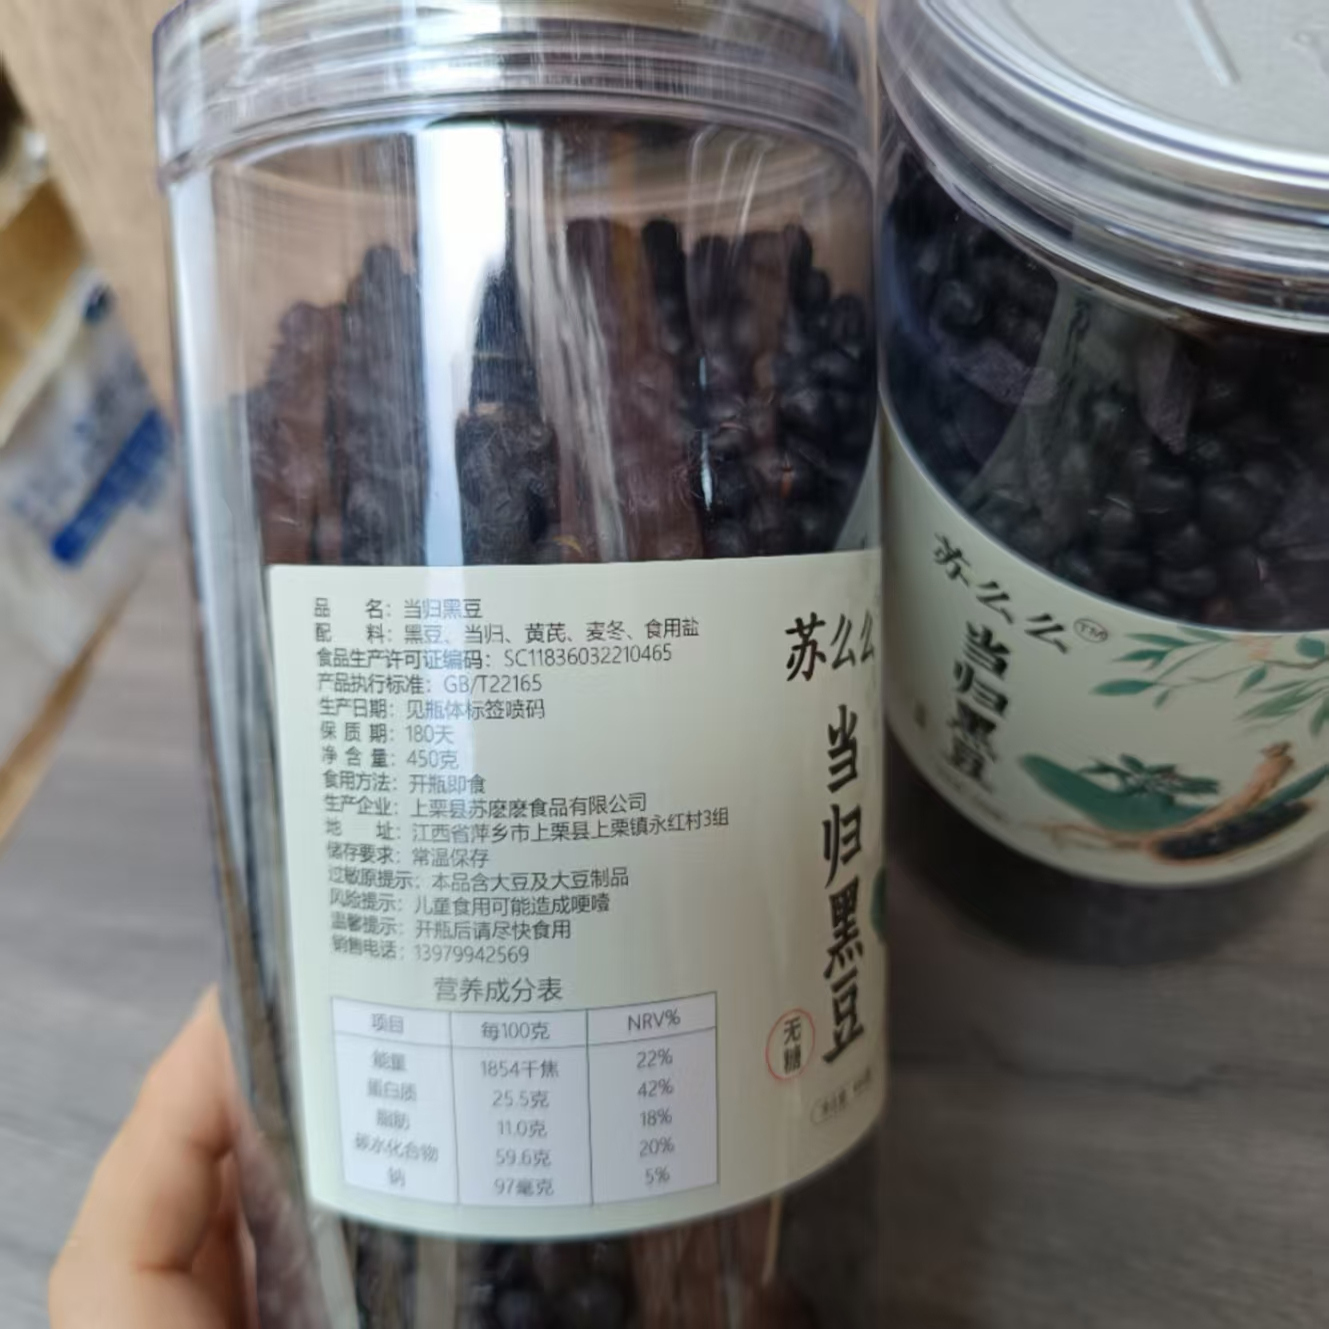 品 名：当归黑豆
配 料：黑豆、当归、黄芪、麦冬、食用盐
食品生产许可证编码：SC11836032210465
产品执行标准：GB/T22165
生产日期：见瓶体标签喷码
保 质 期：180天
净 含 量：450克
食用方法：开瓶即食
生产企业：上栗县苏麼麼食品有限公司
地 址：江西省萍乡市上栗县上栗镇永红村3组
储存要求：常温保存
过敏原提示：本品含大豆及大豆制品
风险提示：儿童食用可能造成哽噎
温馨提示：开瓶后请尽快食用
销售电话：13979942569
营养成分表
项目 每100克 NRV%
能量 1854千焦 22%
蛋白质 25.5克 42%
脂肪 11.0克 18%
碳水化合物 59.6克 20%
钠 97毫克 5%
苏么么
当归黑豆
无糖
苏么么TM
当归黑豆